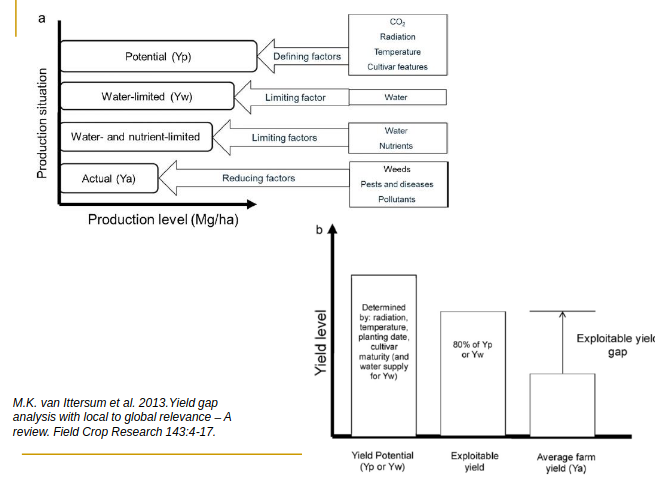 a
Production situation
Potential (Yp)
Defining factors
CO₂
Radiation
Temperature
Cultivar features
Water-limited (Yw)
Limiting factor
Water
Water- and nutrient-limited
Limiting factors
Water
Nutrients
Actual (Ya)
Reducing factors
Weeds
Pests and diseases
Pollutants
Production level (Mg/ha)
b
Yield level
Determined
by: radiation,
temperature,
planting date,
cultivar
maturity (and
water supply
for Yw)
80% of Yp
or Yw
Exploitable yield
gap
Yield Potential
(Yp or Yw)
Exploitable
yield
Average farm
yield (Ya)
M.K. van Ittersum et al. 2013.Yield gap
analysis with local to global relevance – A
review. Field Crop Research 143:4-17.